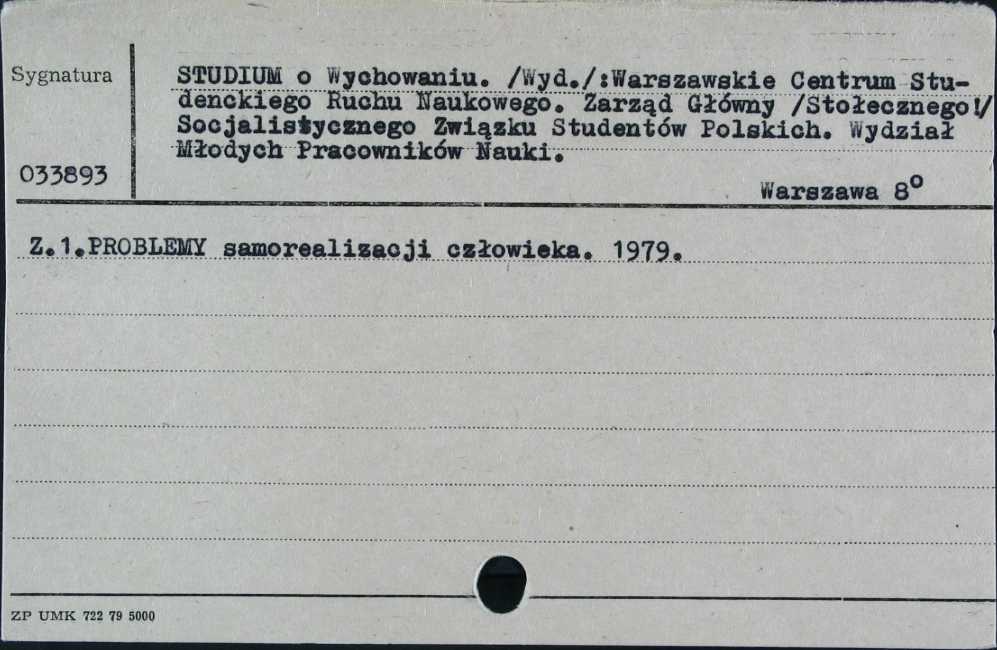 Sygnatura
033893
STUDIUM o Wychowaniu. /Wyd./:Warszawskie Centrum Stu-
denckiego Ruchu Naukowego. Zarząd Główny /Stołecznego!/
Socjalistycznego Związku Studentów Polskich. Wydział
Młodych Pracowników Nauki.
Warszawa 8⁰
Z.1.PROBLEMY samorealizacji człowieka. 1979.
ZP UMK 722 79 5000